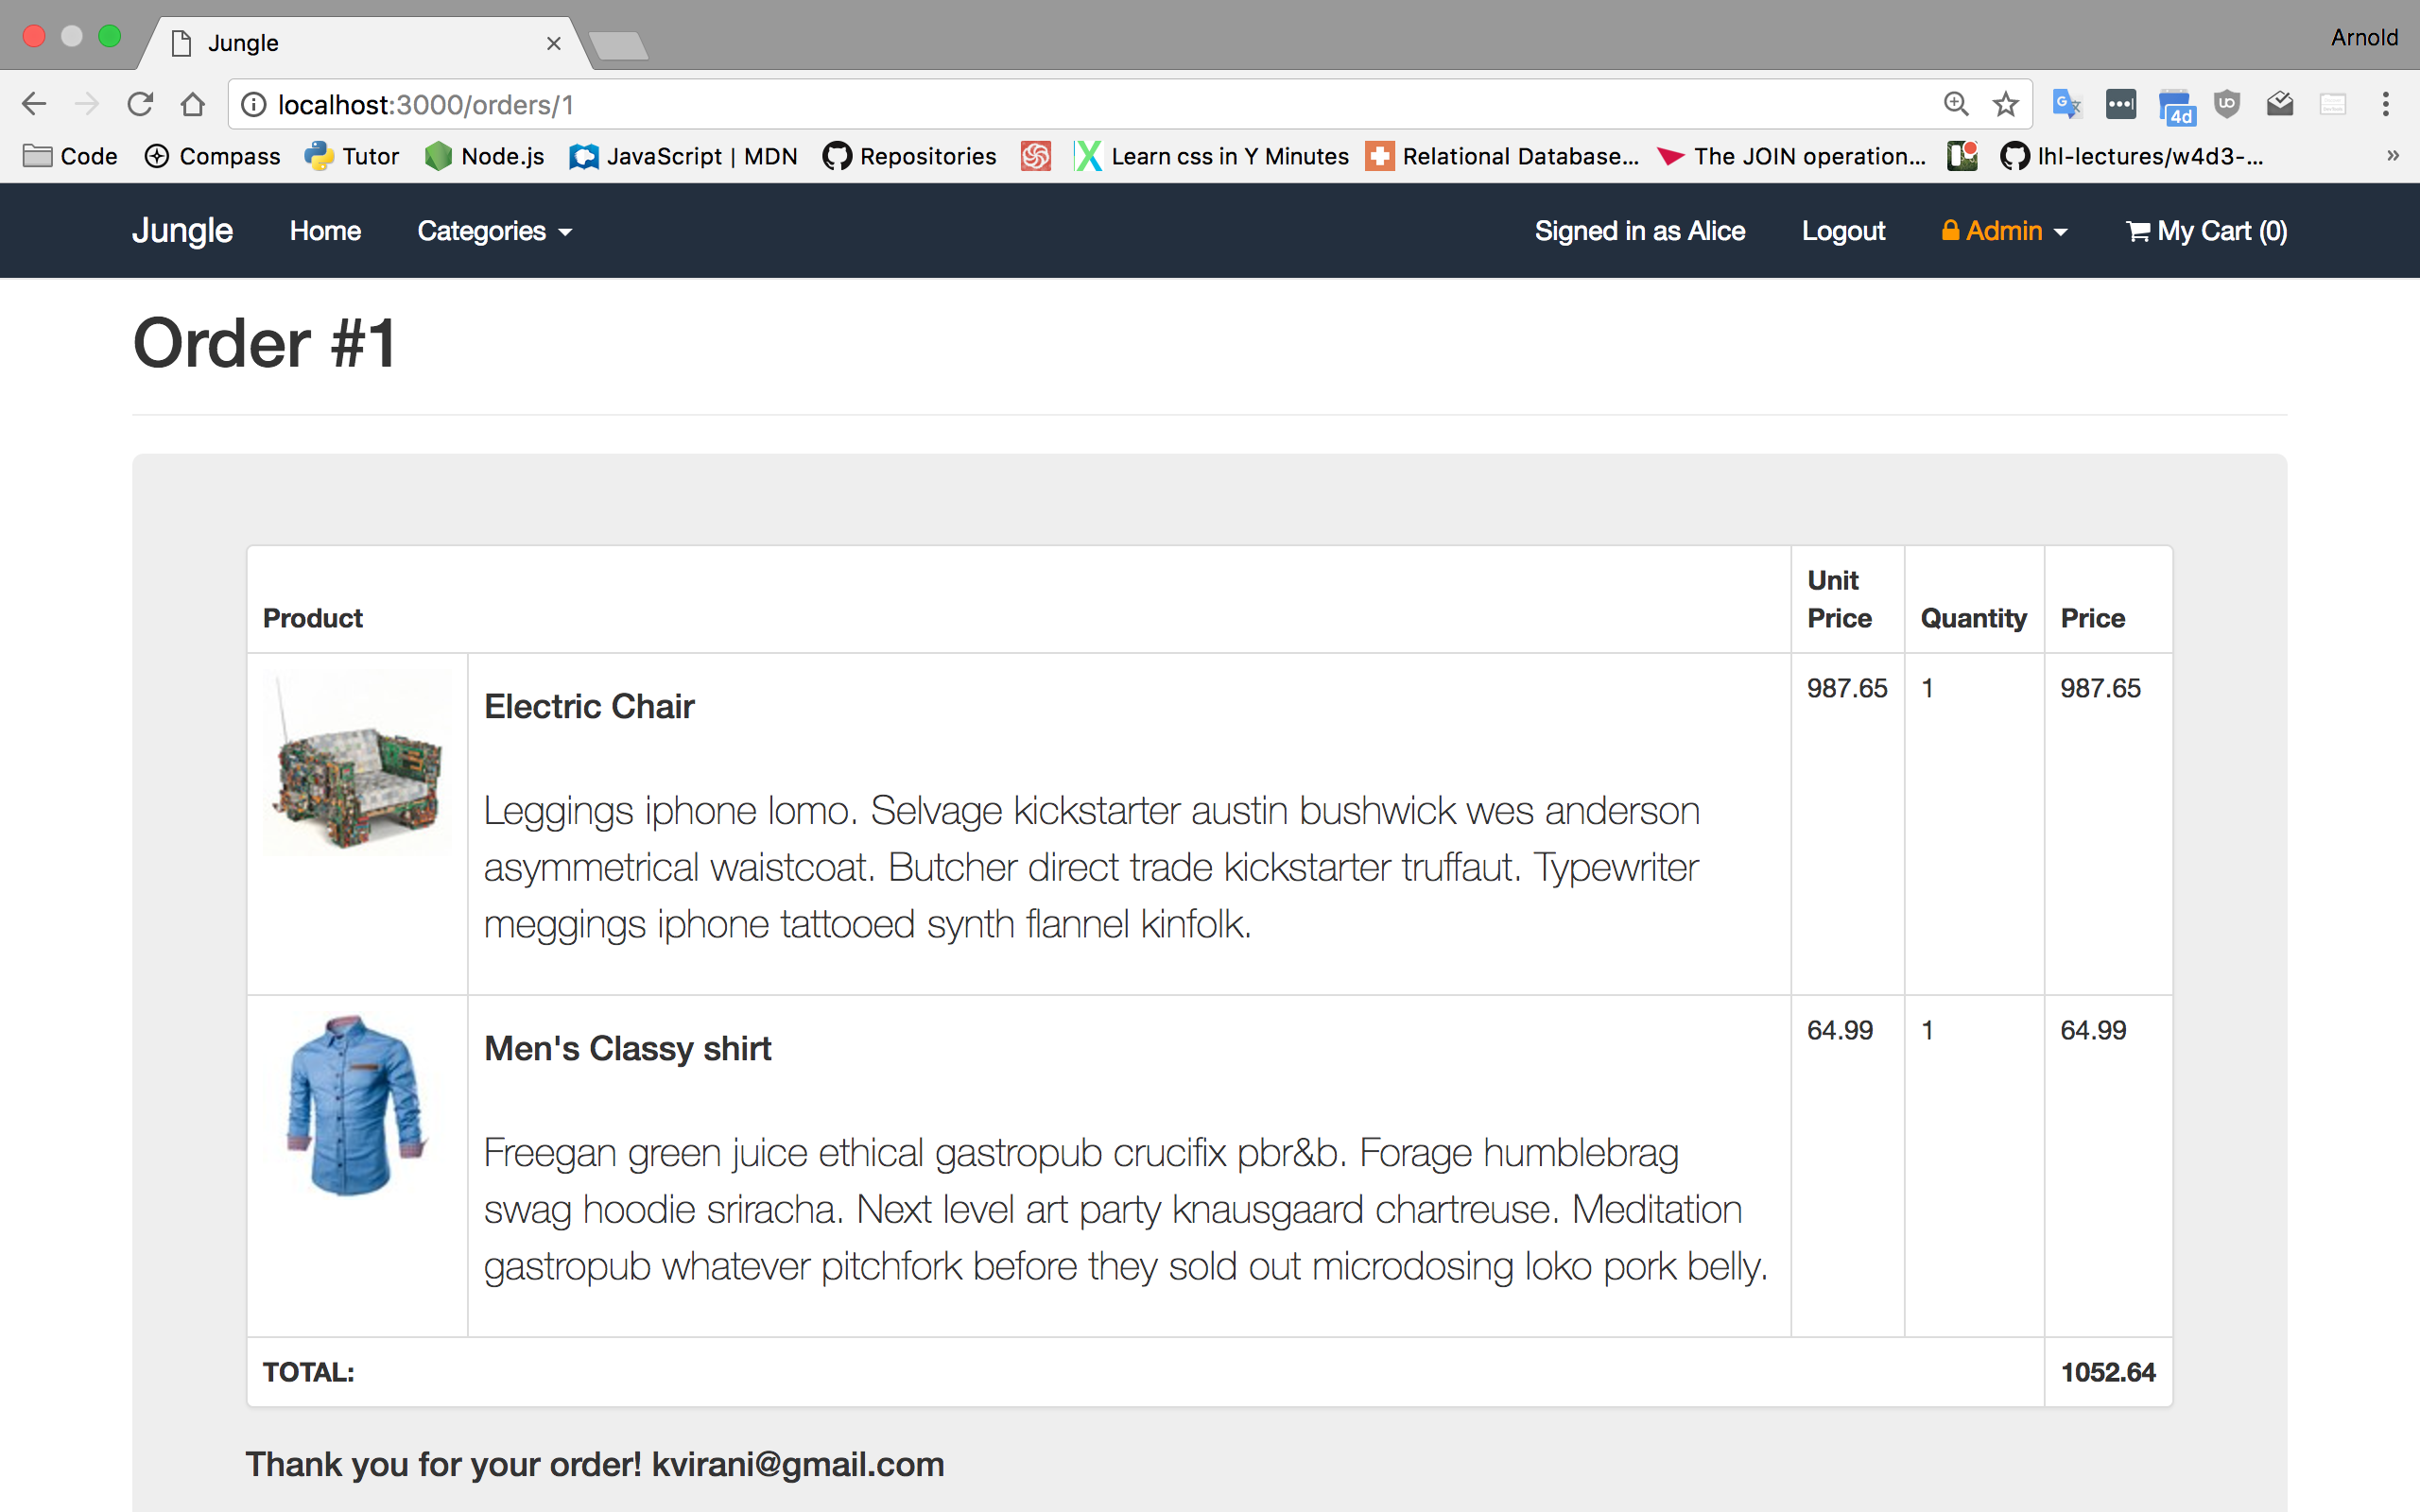 Jungle
Arnold
localhost:3000/orders/1
4d
Code Compass Tutor Node.js JavaScript | MDN Repositories Learn css in Y Minutes Relational Database... The JOIN operation... lhl-lectures/w4d3-... »
Jungle Home Categories Signed in as Alice Logout Admin My Cart (0)
Order #1
Product Unit Price Quantity Price
Electric Chair 987.65 1 987.65
Leggings iphone lomo. Selvage kickstarter austin bushwick wes anderson
asymmetrical waistcoat. Butcher direct trade kickstarter truffaut. Typewriter
meggings iphone tattooed synth flannel kinfolk.
Men's Classy shirt 64.99 1 64.99
Freegan green juice ethical gastropub crucifix pbr&b. Forage humblebrag
swag hoodie sriracha. Next level art party knausgaard chartreuse. Meditation
gastropub whatever pitchfork before they sold out microdosing loko pork belly.
TOTAL: 1052.64
Thank you for your order! kvirani@gmail.com